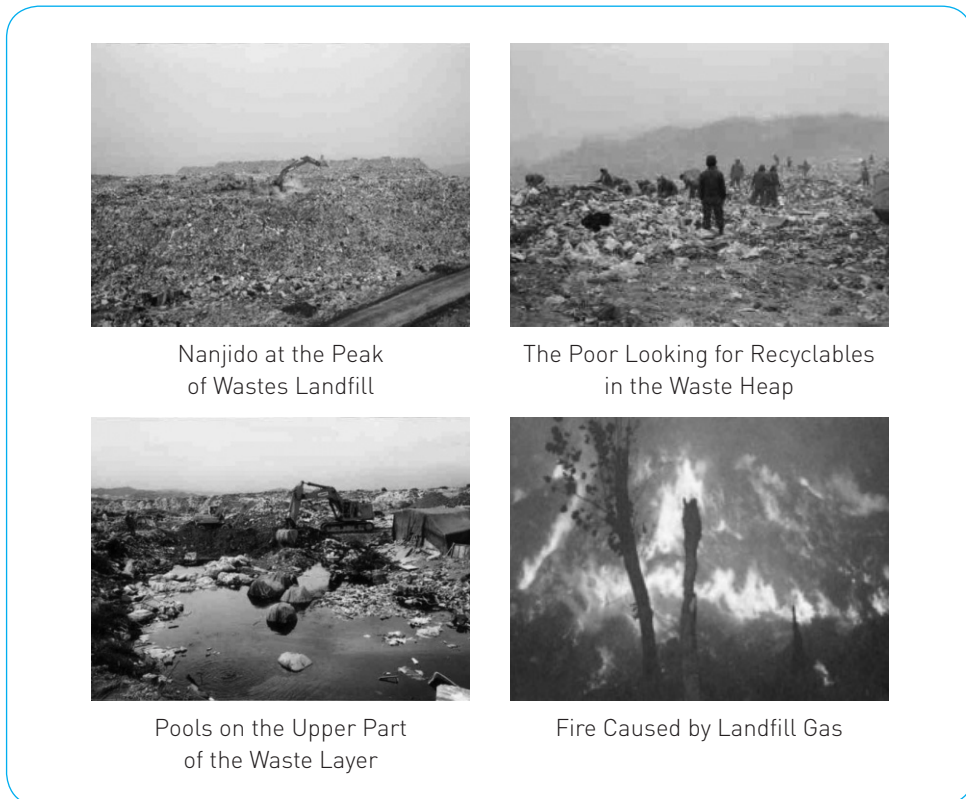 Nanjido at the Peak
of Wastes Landfill
The Poor Looking for Recyclables
in the Waste Heap
Pools on the Upper Part
of the Waste Layer
Fire Caused by Landfill Gas